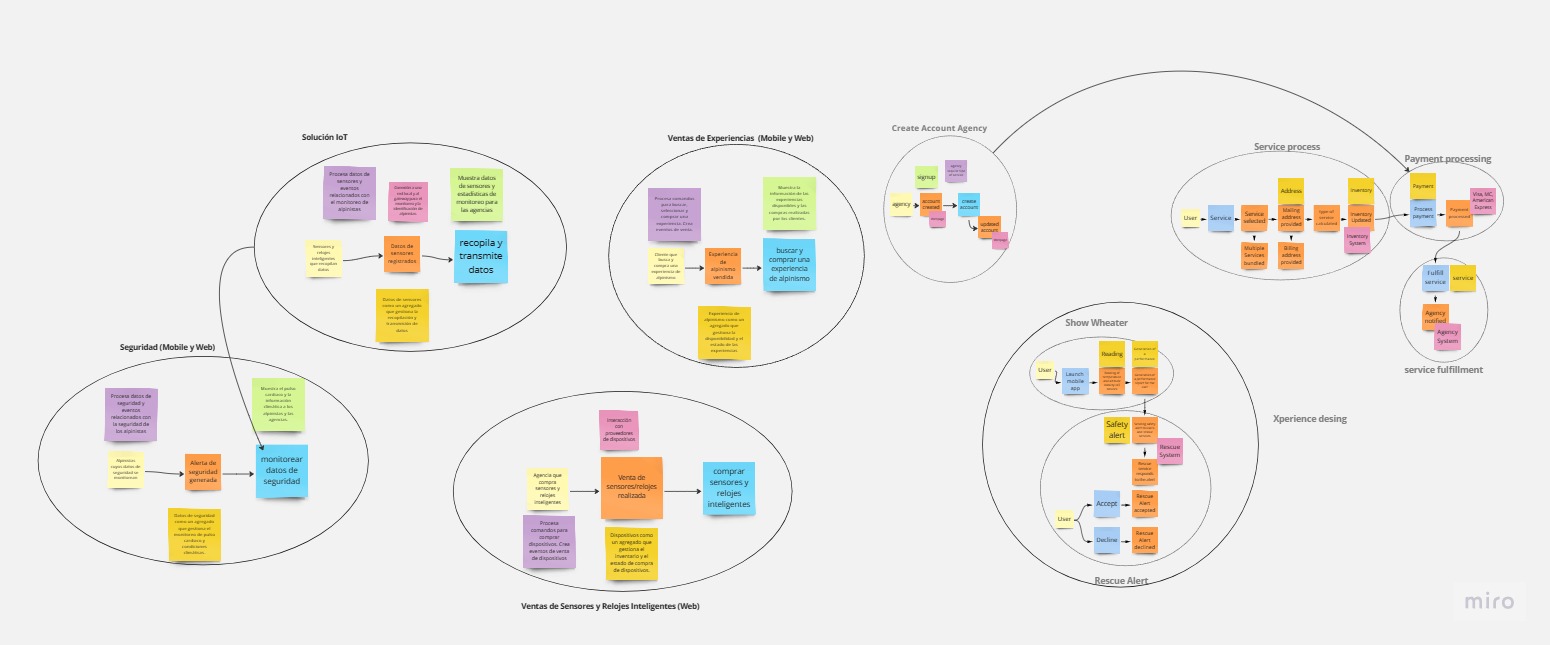 Solución IoT
Procesa datos de
sensores y
eventos
relacionados con
el monitoreo de
alpinistas
Muestra datos
de sensores y
estadísticas de
monitoreo para
las agencias
Sensores y
relojes
inteligentes
que recopilan
datos
Datos de
sensores
registrados
recopila y
transmite
datos
Datos de sensores
como un agregado
que gestiona la
recopilación y
transmisión de
datos
Ventas de Experiencias (Mobile y Web)
Procesa comandos
para buscar,
seleccionar y
comprar una
experiencia. Crea
eventos de venta
Muestra la
información de las
experiencias
disponibles y las
compras realizadas
por los clientes.
Cliente que
busca y
compra una
experiencia de
alpinismo
Experiencia
de
alpinismo
vendida
buscar y
comprar una
experiencia
de alpinismo
Experiencia de
alpinismo como un
agregado que
gestiona la
disponibilidad y el
estado de las
experiencias
Seguridad (Mobile y Web)
Procesa datos de
seguridad y
eventos
relacionados con
la seguridad de
los alpinistas
Muestra el pulso
cardíaco y la
información
climática a los
alpinistas y las
agencias.
Alpinistas
cuyos datos de
seguridad se
monitorean
Alerta de
seguridad
generada
monitorear
datos de
seguridad
Datos de seguridad
como un agregado
que gestiona el
monitoreo de pulso
cardíaco y
condiciones
climáticas.
Interacción
con
proveedores
de dispositivos
Agencia que
compra
sensores y
relojes
inteligentes
Venta de
sensores/relojes
realizada
comprar
sensores y
relojes
inteligentes
Procesa
comandos para
comprar
dispositivos. Crea
eventos de venta
de dispositivos
Dispositivos como
un agregado que
gestiona el
inventario y el
estado de compra
de dispositivos.
Ventas de Sensores y Relojes Inteligentes (Web)
Create Account Agency
signup
agency
account
created
message
create
account
updated
account
message
Service process
User
Service
Service
selected
Multiple
Services
bundled
Address
Mailing
address
provided
Billing
address
provided
type of
service
calculated
Inventory
Inventory
Updated
Inventory
System
Payment processing
Payment
Process
payment
Payment
processed
Visa, MC,
American
Express
Fulfill
service
service
Agency
notified
Agency
System
service fulfillment
Show Wheater
User
Launch
mobile
app
Reading
Safety
alert
Rescue
System
User
Accept
Rescue
Alert
accepted
Decline
Rescue
Alert
declined
Rescue Alert
Xperience desing
miro